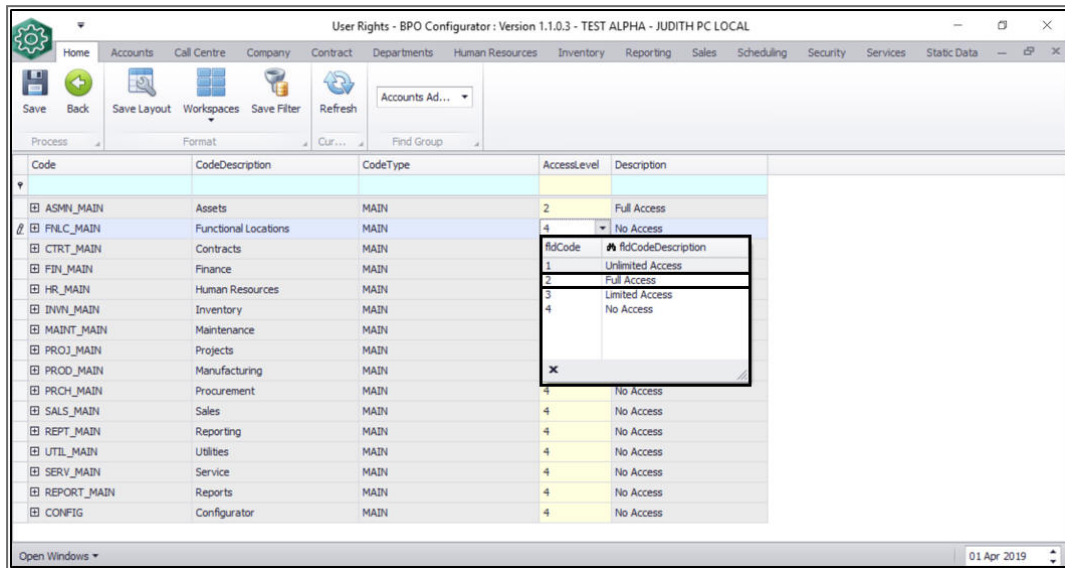 User Rights - BPO Configurator : Version 1.1.0.3 - TEST ALPHA - JUDITH PC LOCAL
Home Accounts Call Centre Company Contract Departments Human Resources Inventory Reporting Sales Scheduling Security Services Static Data
Save Back Save Layout Workspaces Save Filter Refresh Accounts Ad...
Process Format Cur... Find Group
Code CodeDescription CodeType AccessLevel Description
ASMN_MAIN Assets MAIN 2 Full Access
FNLC_MAIN Functional Locations MAIN 4 No Access
CTRT_MAIN Contracts MAIN fldCode fldCodeDescription
FIN_MAIN Finance MAIN 1 Unlimited Access
2 Full Access
HR_MAIN Human Resources MAIN 3 Limited Access
INVN_MAIN Inventory MAIN 4 No Access
MAINT_MAIN Maintenance MAIN
PROJ_MAIN Projects MAIN
PROD_MAIN Manufacturing MAIN
PRCH_MAIN Procurement MAIN 4 No Access
SALS_MAIN Sales MAIN 4 No Access
REPT_MAIN Reporting MAIN 4 No Access
UTIL_MAIN Utilities MAIN 4 No Access
SERV_MAIN Service MAIN 4 No Access
REPORT_MAIN Reports MAIN 4 No Access
CONFIG Configurator MAIN 4 No Access
Open Windows 01 Apr 2019